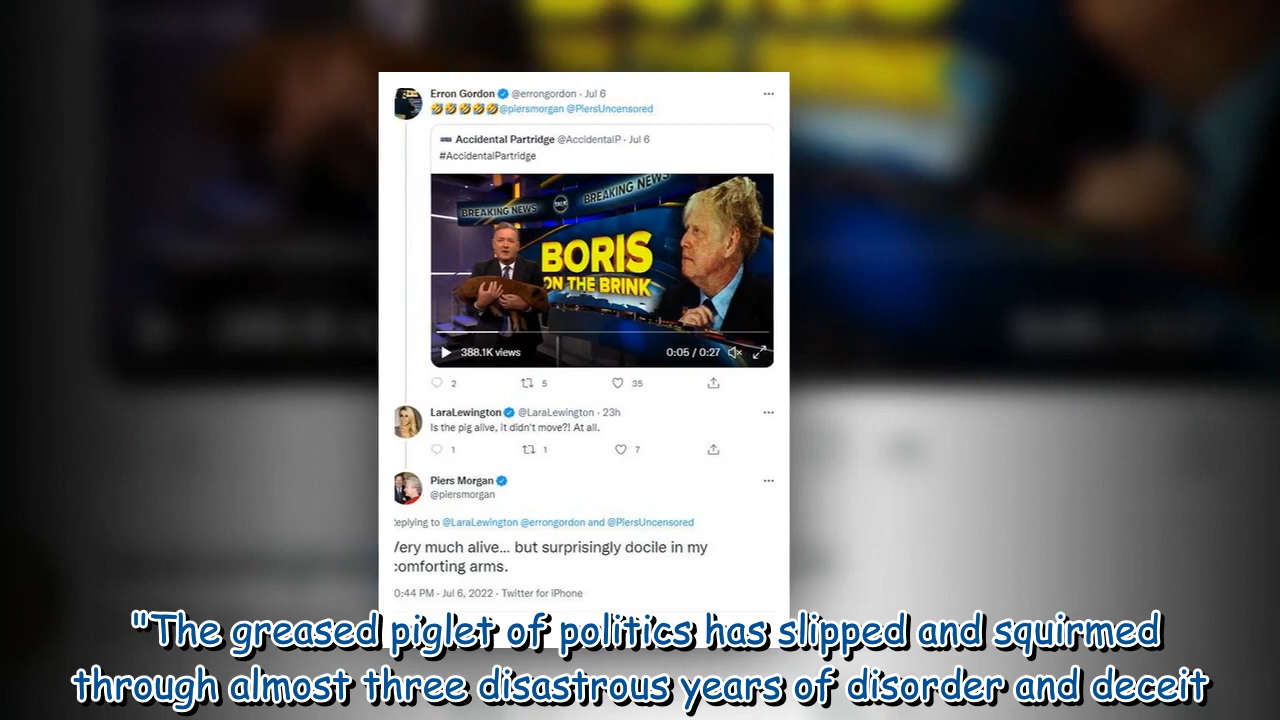 Erron Gordon @errongordon · Jul 6
🤣🤣🤣🤣🤣@piersmorgan @PiersUncensored
Accidental Partridge @AccidentalP · Jul 6
#AccidentalPartridge
BREAKING NEWS
TALK
BREAKING NEWS
BORIS
ON THE BRINK
388.1K views
0:05 / 0:27
2 5 35
LaraLewington @LaraLewington · 23h
Is the pig alive, it didn't move?! At all.
1 1 7
Piers Morgan
@piersmorgan
eplying to @LaraLewington @errongordon and @PiersUncensored
ery much alive... but surprisingly docile in my
comforting arms.
0:44 PM · Jul 6, 2022 · Twitter for iPhone
"The greased piglet of politics has slipped and squirmed
through almost three disastrous years of disorder and deceit